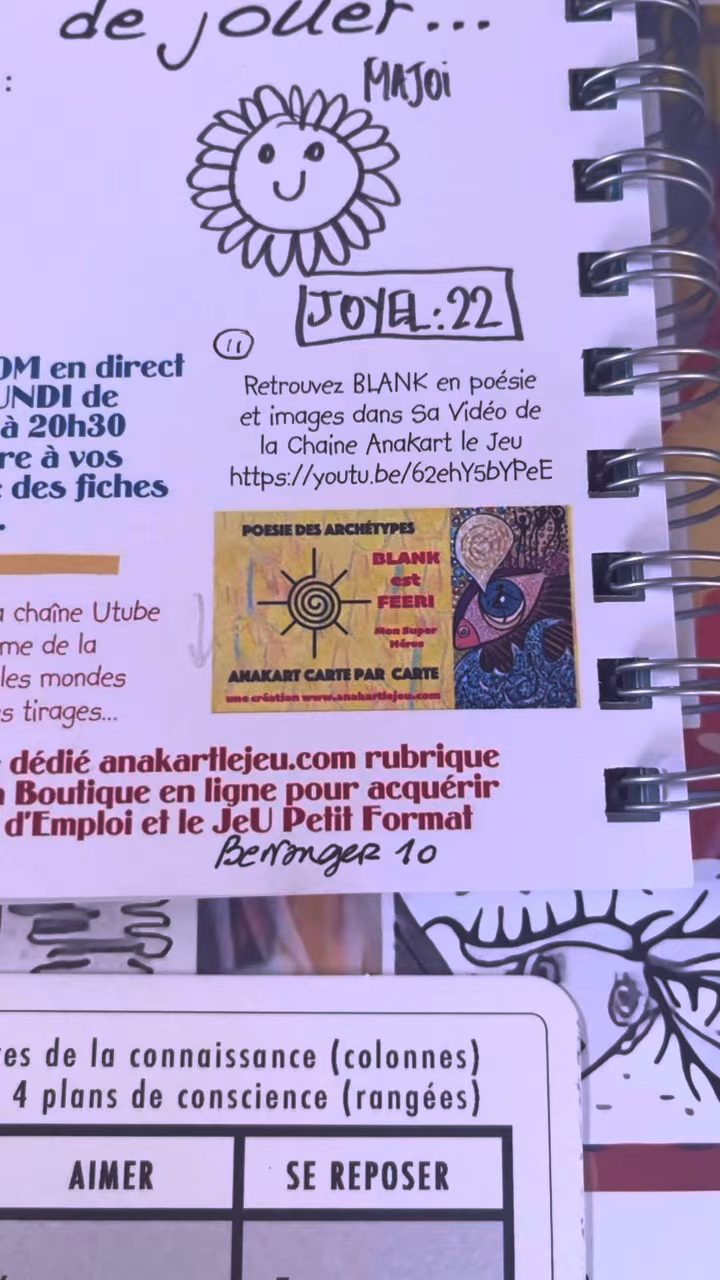 de jouer...
:
MAJOi
JOYEL:22
11
OM en direct
UNDI de
à 20h30
re à vos
des fiches
.
Retrouvez BLANK en poésie
et images dans Sa Vidéo de
la Chaine Anakart le Jeu
https://youtu.be/62ehY5bYPeE
POESIE DES ARCHÉTYPES
BLANK
est
FEERI
Mon Super
Héros
ANAKART CARTE PAR CARTE
une création www.anakartlejeu.com
a chaîne Utube
me de la
les mondes
s tirages...
dédié anakartlejeu.com rubrique
Boutique en ligne pour acquérir
d'Emploi et le JeU Petit Format
Berranger 10
res de la connaissance (colonnes)
4 plans de conscience (rangées)
AIMER
SE REPOSER